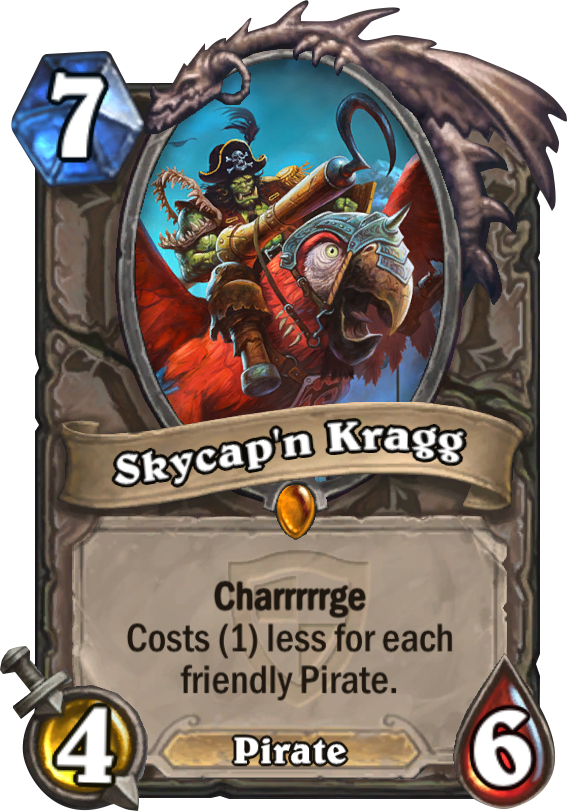 7
Skycap'n Kragg
Charrrrrge
Costs (1) less for each
friendly Pirate.
4
Pirate
6